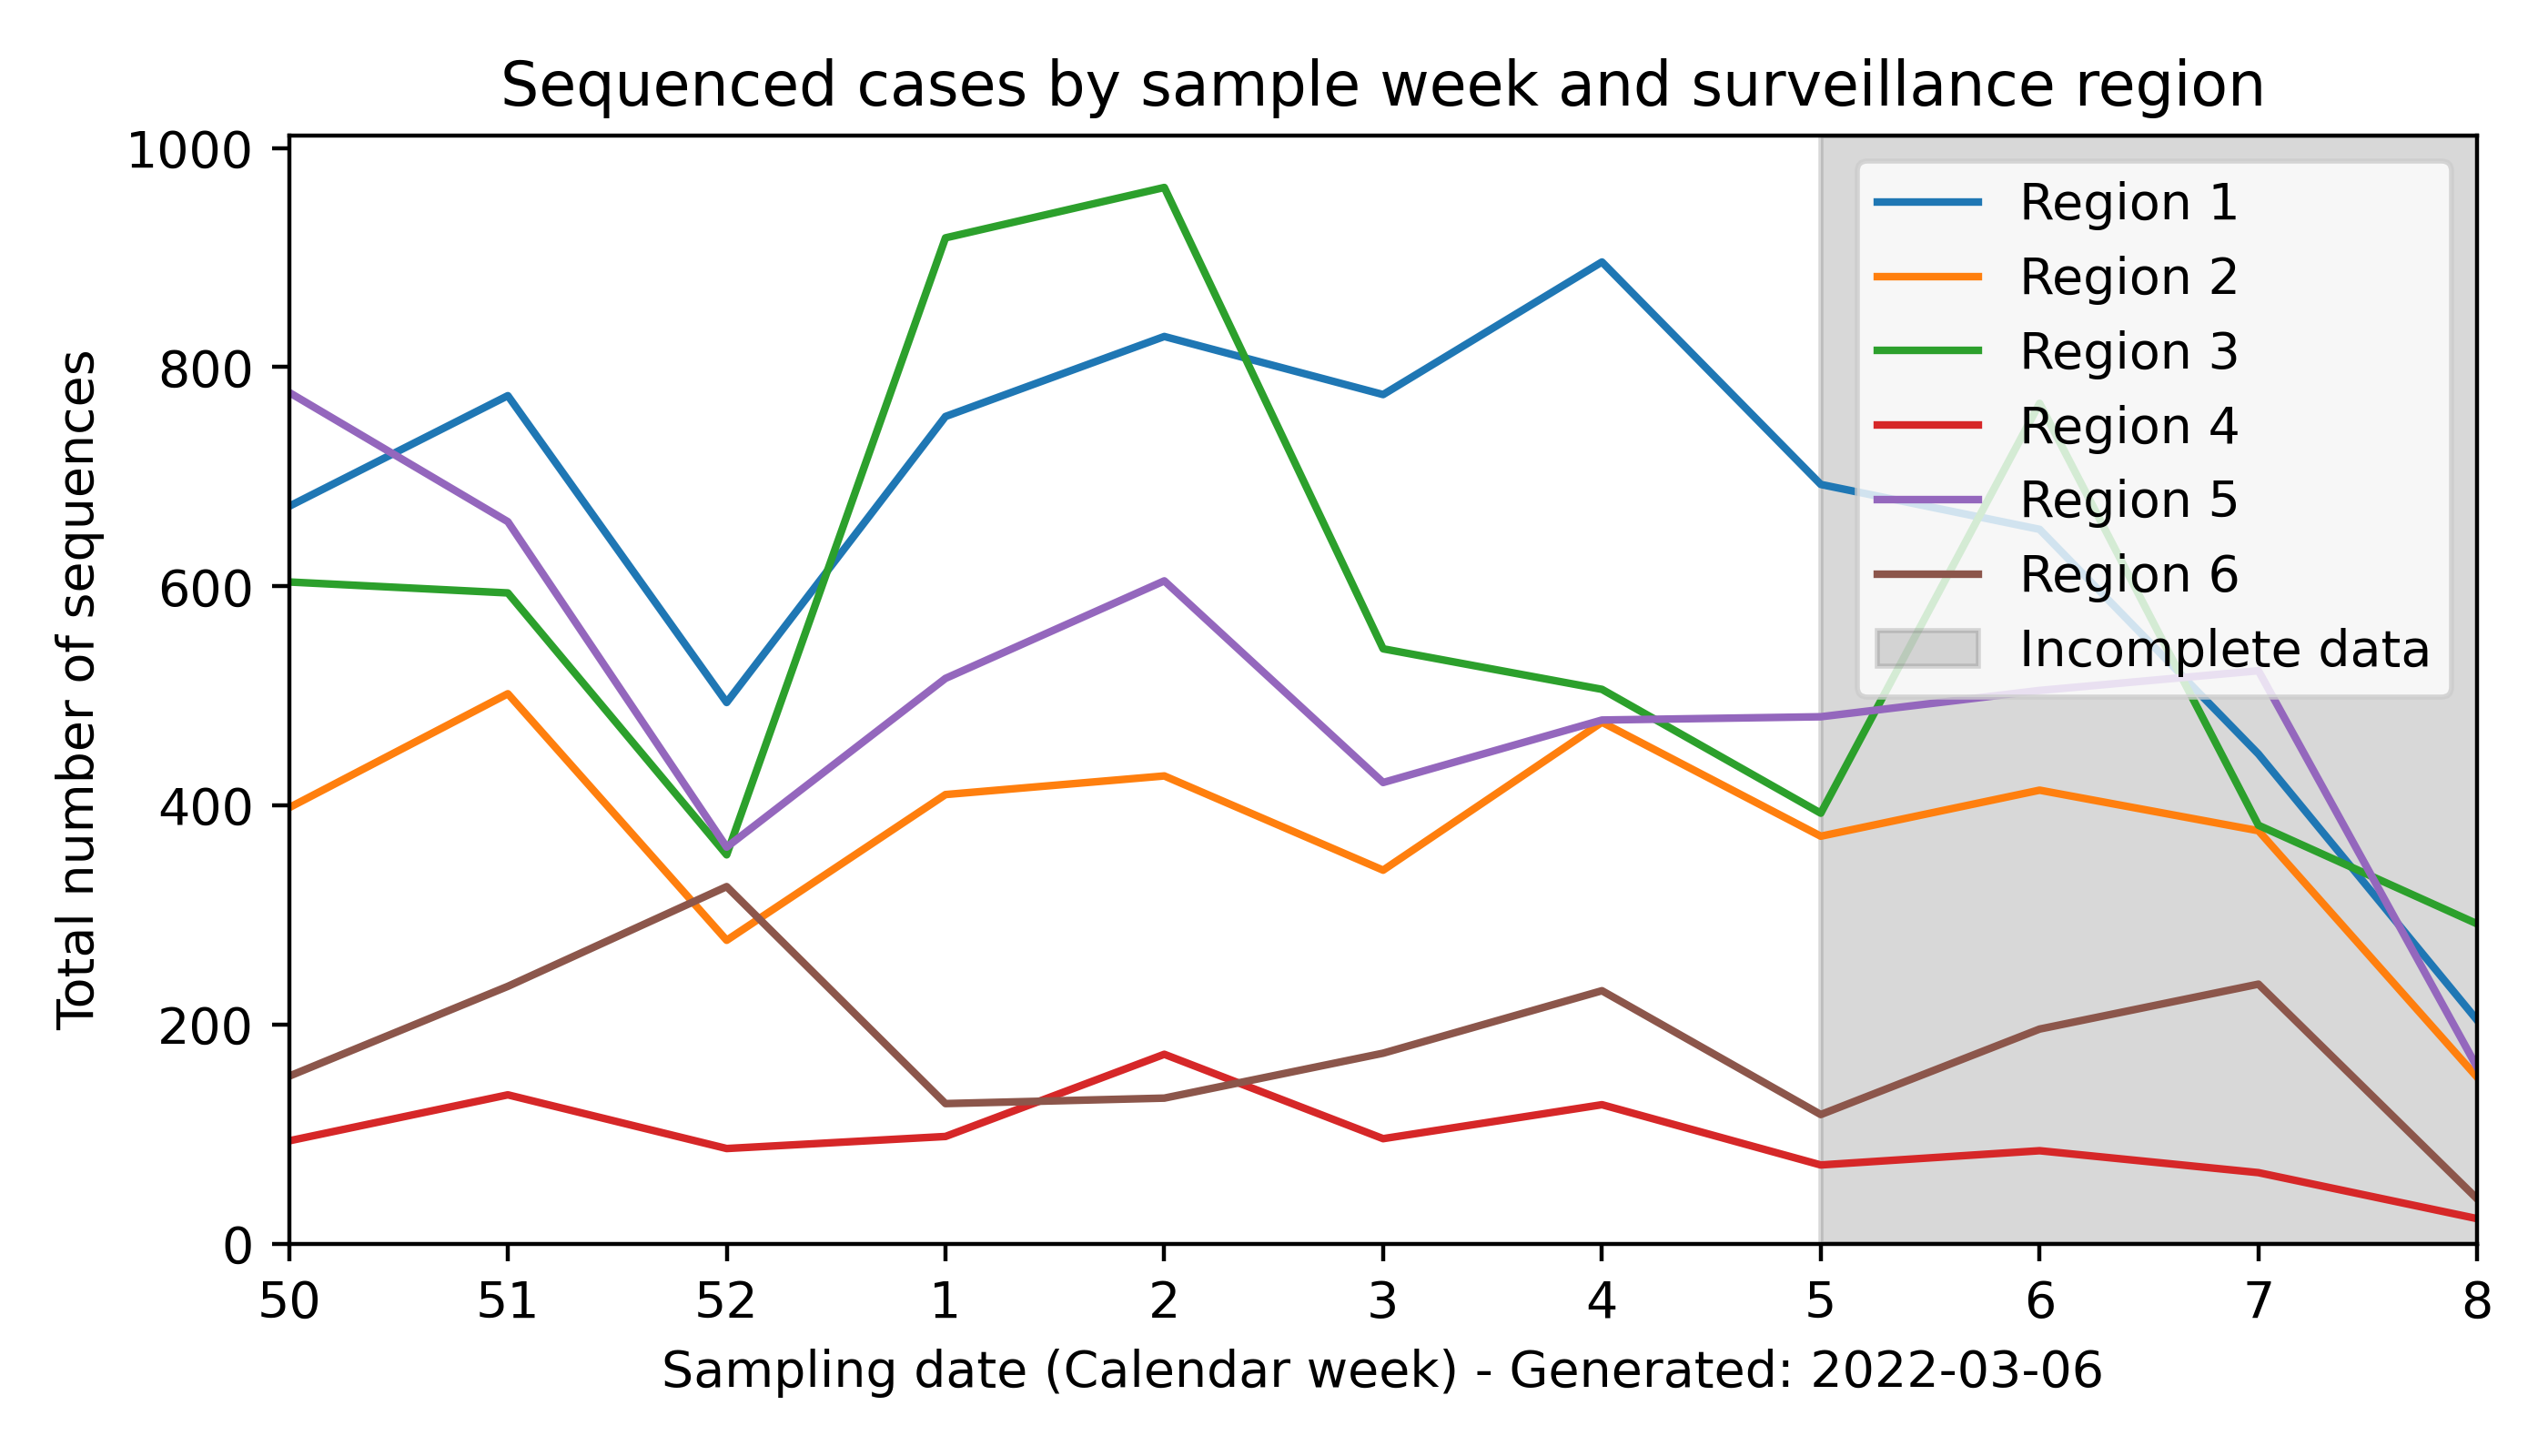 Sequenced cases by sample week and surveillance region
Total number of sequences
1000
800
600
400
200
0
Region 1
Region 2
Region 3
Region 4
Region 5
Region 6
Incomplete data
50 51 52 1 2 3 4 5 6 7 8
Sampling date (Calendar week) - Generated: 2022-03-06